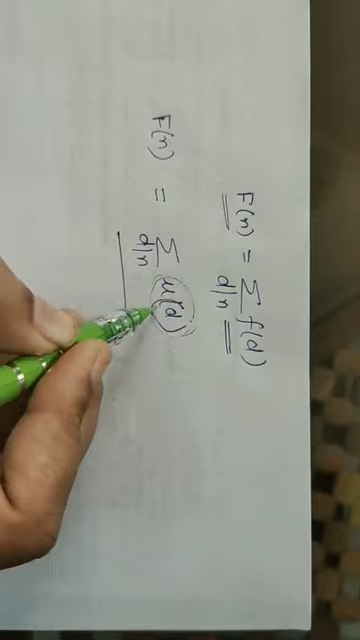 F(n) = Σ f(d)
d|n
F(n) = Σ μ(d)
d|n